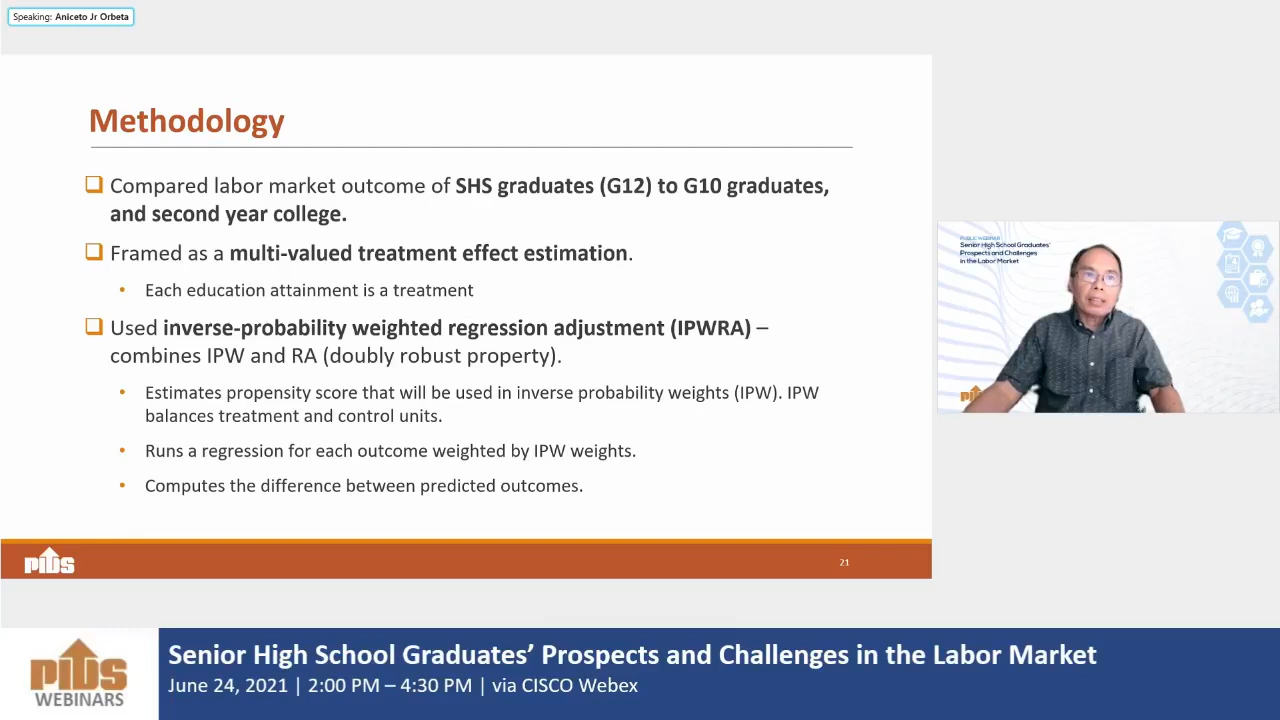 Speaking: Aniceto Jr Orbeta
Methodology
Compared labor market outcome of SHS graduates (G12) to G10 graduates,
and second year college.
Framed as a multi-valued treatment effect estimation.
• Each education attainment is a treatment
Used inverse-probability weighted regression adjustment (IPWRA) –
combines IPW and RA (doubly robust property).
• Estimates propensity score that will be used in inverse probability weights (IPW). IPW
balances treatment and control units.
• Runs a regression for each outcome weighted by IPW weights.
• Computes the difference between predicted outcomes.
pids
21
PUBLIC WEBINAR
Senior High School Graduates'
Prospects and Challenges
in the Labor Market
pids
WEBINARS
Senior High School Graduates' Prospects and Challenges in the Labor Market
June 24, 2021 | 2:00 PM – 4:30 PM | via CISCO Webex